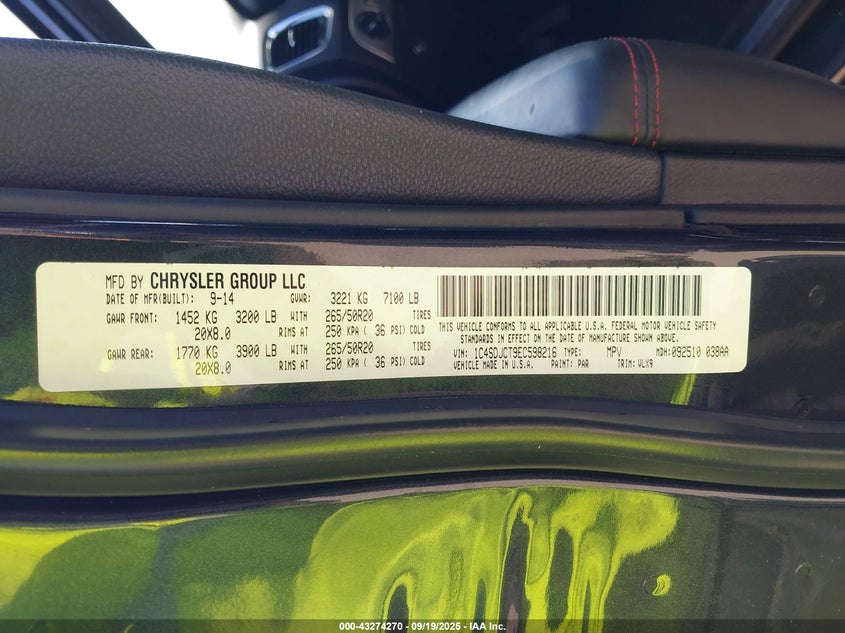 MFD BY CHRYSLER GROUP LLC
DATE OF MFR(BUILT): 9-14 GVWR: 3221 KG 7100 LB
GAWR FRONT: 1452 KG 3200 LB WITH 265/50R20 TIRES
20X8.0 RIMS AT 250 KPA ( 36 PSI) COLD
GAWR REAR: 1770 KG 3900 LB WITH 265/50R20 TIRES
20X8.0 RIMS AT 250 KPA ( 36 PSI) COLD
THIS VEHICLE CONFORMS TO ALL APPLICABLE U.S.A. FEDERAL MOTOR VEHICLE SAFETY
STANDARDS IN EFFECT ON THE DATE OF MANUFACTURE SHOWN ABOVE.
VIN: 1C4SDJCT9EC598216 TYPE: MPV MDH: 092510 038AA
VEHICLE MADE IN U.S.A. PAINT: PAR TRIM: VLX9
000-43274270 - 09/19/2025 - IAA Inc.